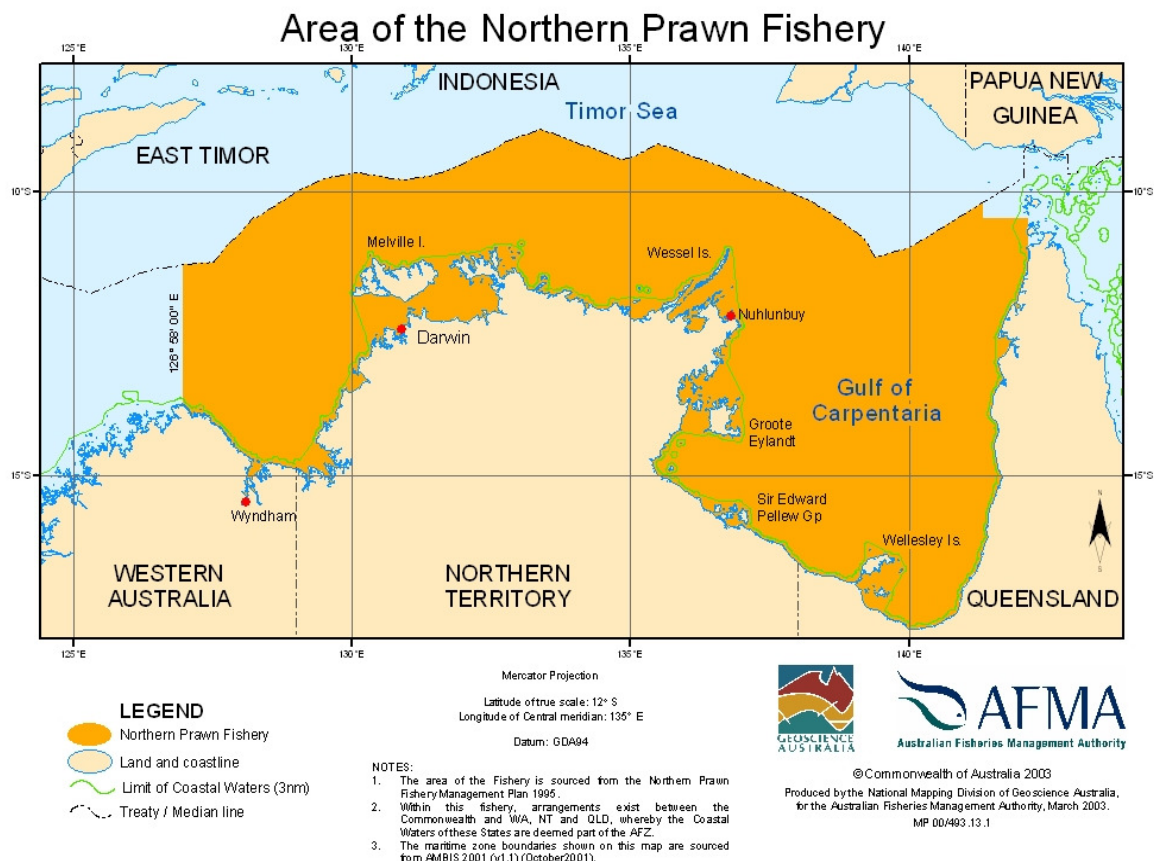 Area of the Northern Prawn Fishery
125°E
130°E
135°E
140°E
INDONESIA
PAPUA NEW
GUINEA
Timor Sea
EAST TIMOR
10°S
10°S
Melville I.
Wessel Is.
126° 58' 00" E
Nuhlunbuy
Darwin
Gulf of
Carpentaria
Groote
Eylandt
15°S
15°S
Sir Edward
Pellew Gp
N
Wyndham
Wellesley Is.
S
WESTERN
AUSTRALIA
NORTHERN
TERRITORY
QUEENSLAND
125°E
130°E
135°E
140°E
Mercator Projection
Latitude of true scale: 12° S
Longitude of Central meridian: 135° E
Datum: GDA94
LEGEND
Northern Prawn Fishery
Land and coastline
Limit of Coastal Waters (3nm)
Treaty / Median line
NOTES:
1. The area of the Fishery is sourced from the Northern Prawn
Fishery Management Plan 1995.
2. Within this fishery, arrangements exist between the
Commonwealth and WA, NT and QLD, whereby the Coastal
Waters of these States are deemed part of the AFZ.
3. The maritime zone boundaries shown on this map are sourced
from AMBIS 2001 (v1.1) (October2001).
GEOSCIENCE
AUSTRALIA
AFMA
Australian Fisheries Management Authority
© Commonwealth of Australia 2003
Produced by the National Mapping Division of Geoscience Australia,
for the Australian Fisheries Management Authority, March 2003.
MP 00/493.13.1